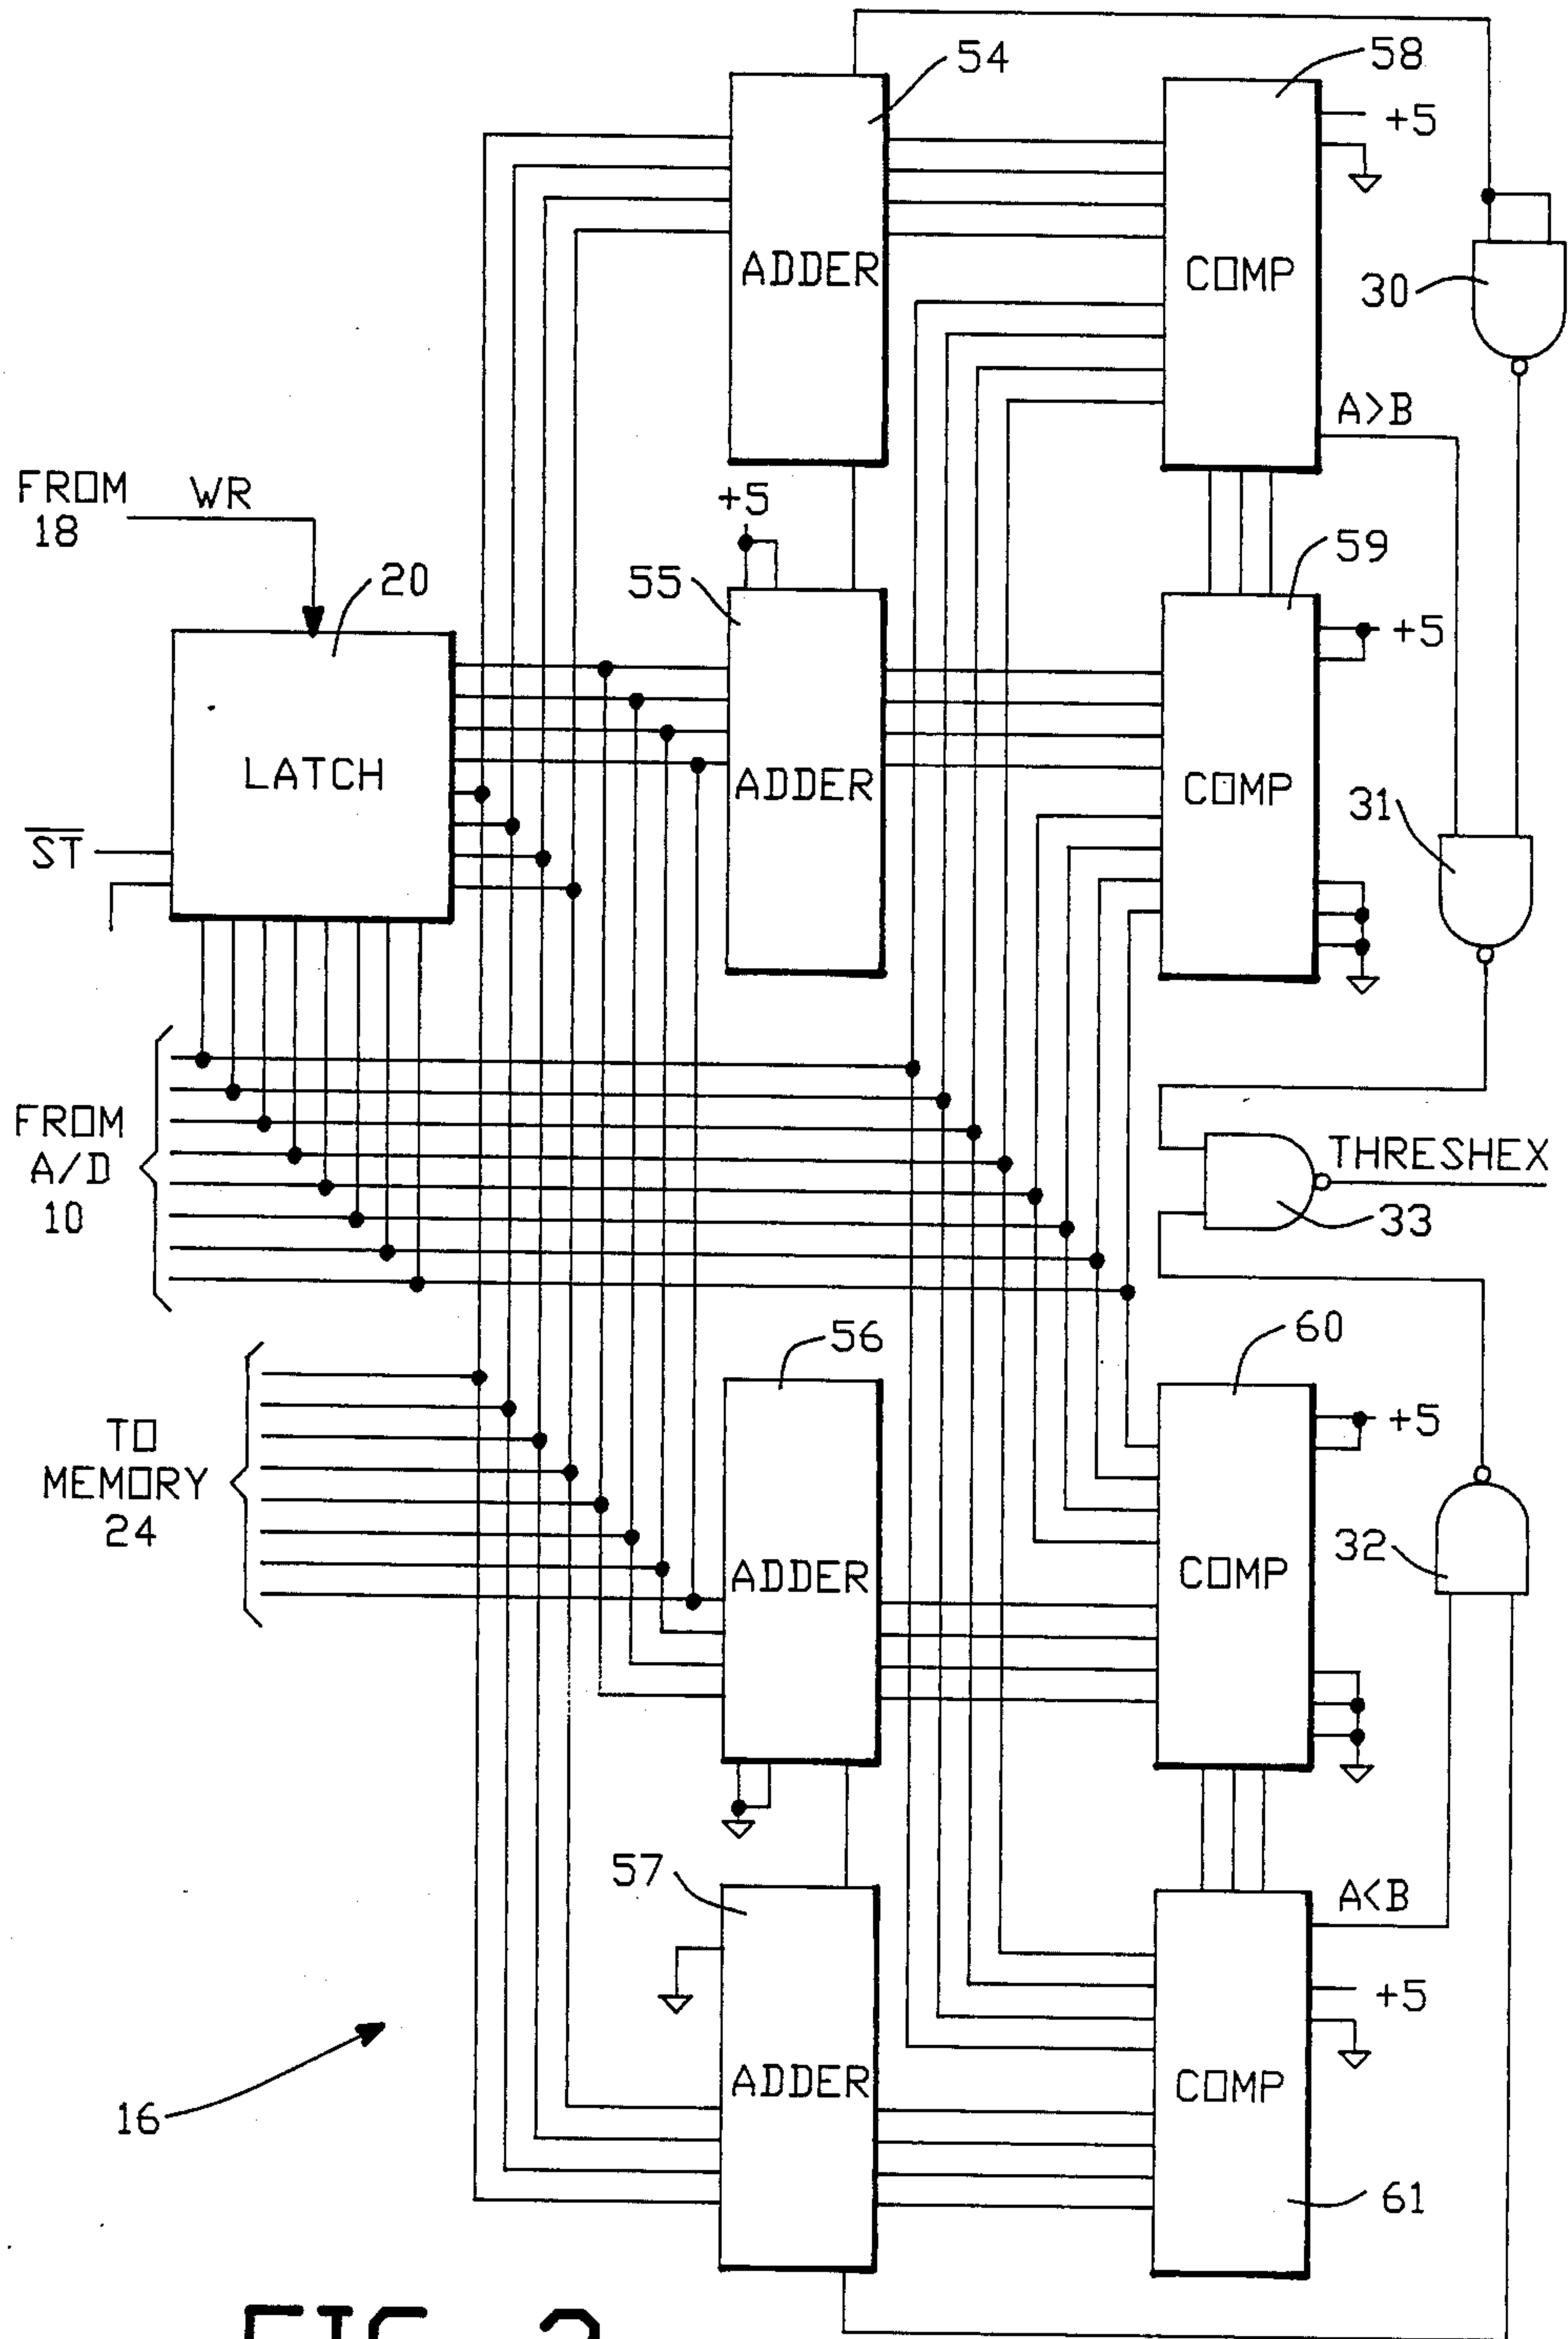 54
58
+5
ADDER
COMP
30
A>B
FROM
18
WR
+5
59
20
55
+5
LATCH
ADDER
COMP
31
ST
FROM
A/D
10
THRESHEX
33
60
56
+5
TO
MEMORY
24
ADDER
COMP
32
57
A<B
+5
ADDER
COMP
16
61